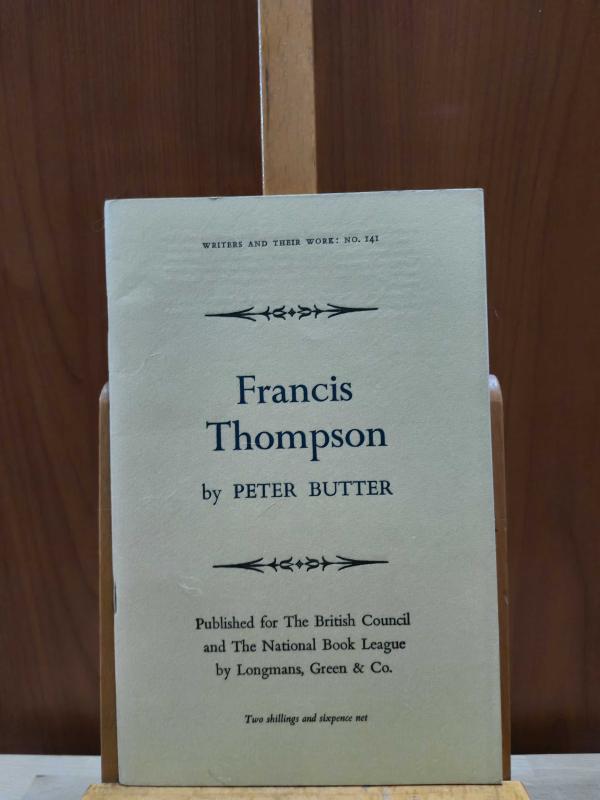 WRITERS AND THEIR WORK: NO. 141
Francis
Thompson
by PETER BUTTER
Published for The British Council
and The National Book League
by Longmans, Green & Co.
Two shillings and sixpence net